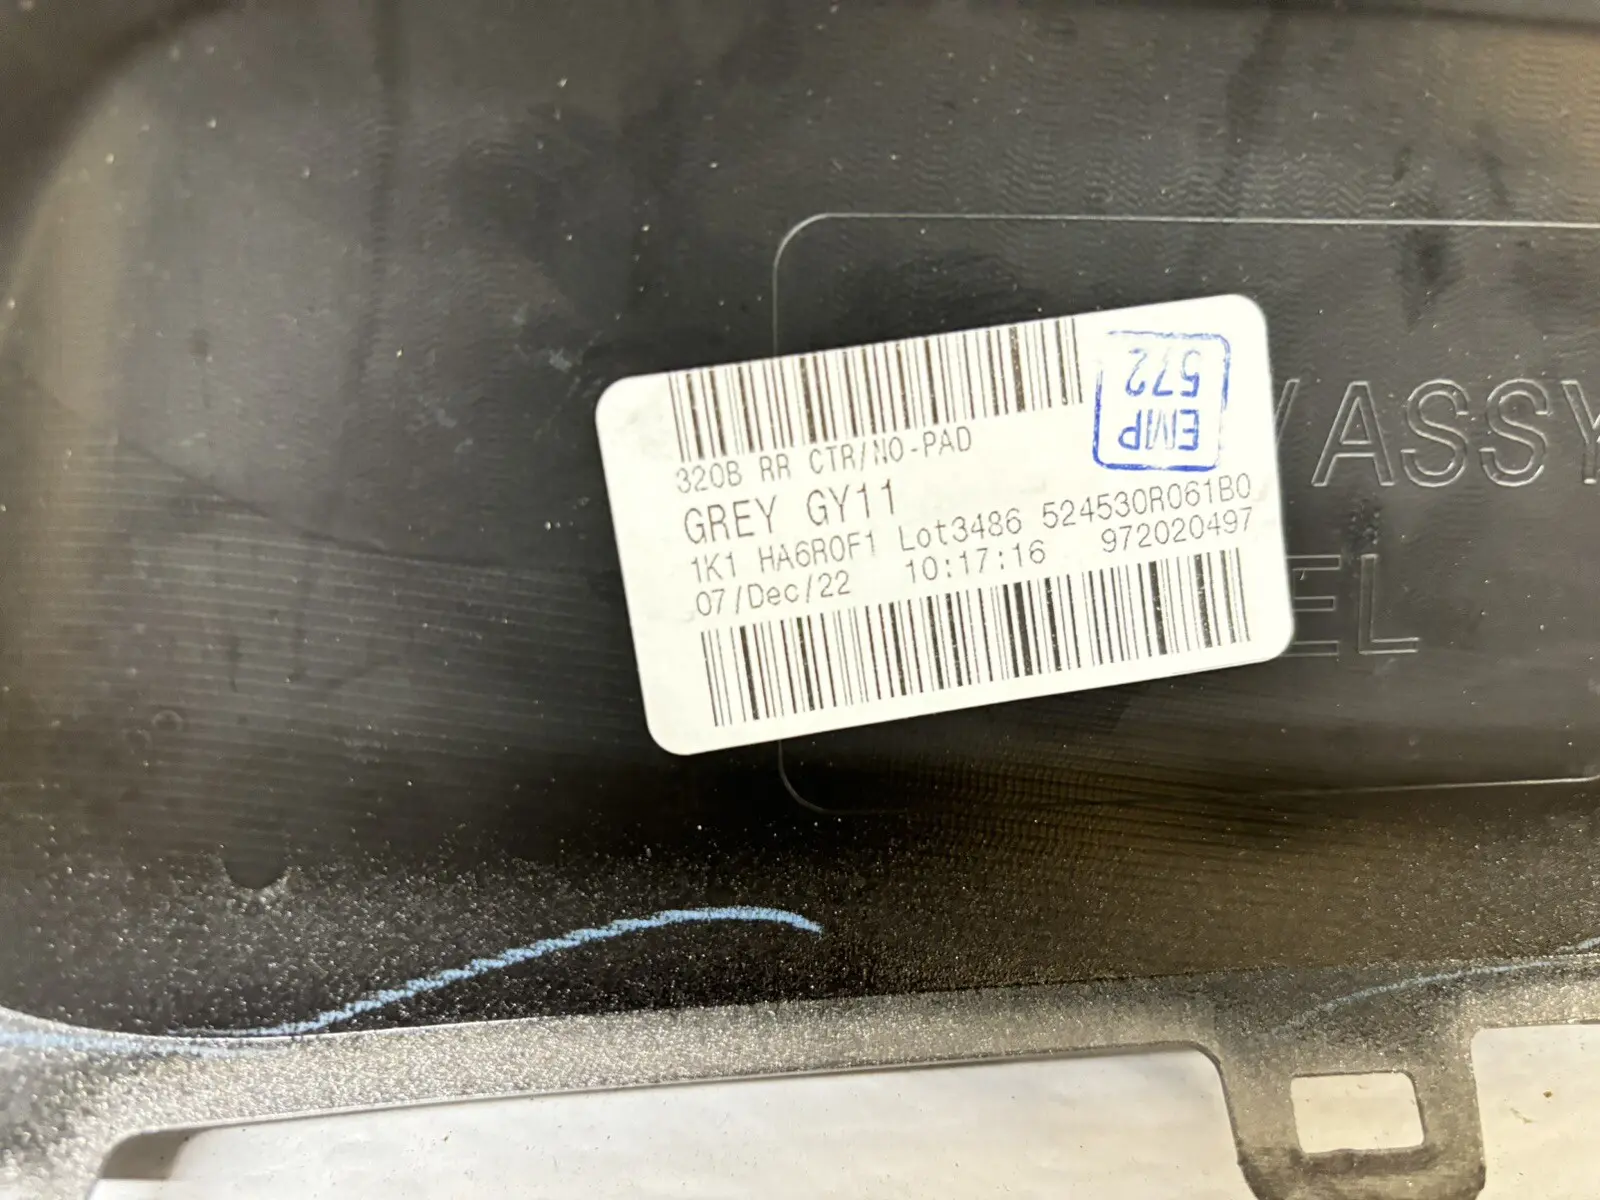 320B RR CTR/NO-PAD
GREY GY11
1K1 HA6R0F1 Lot3486 524530R061B0
07/Dec/22 10:17:16 972020497
EMP
572
ASSY
EL